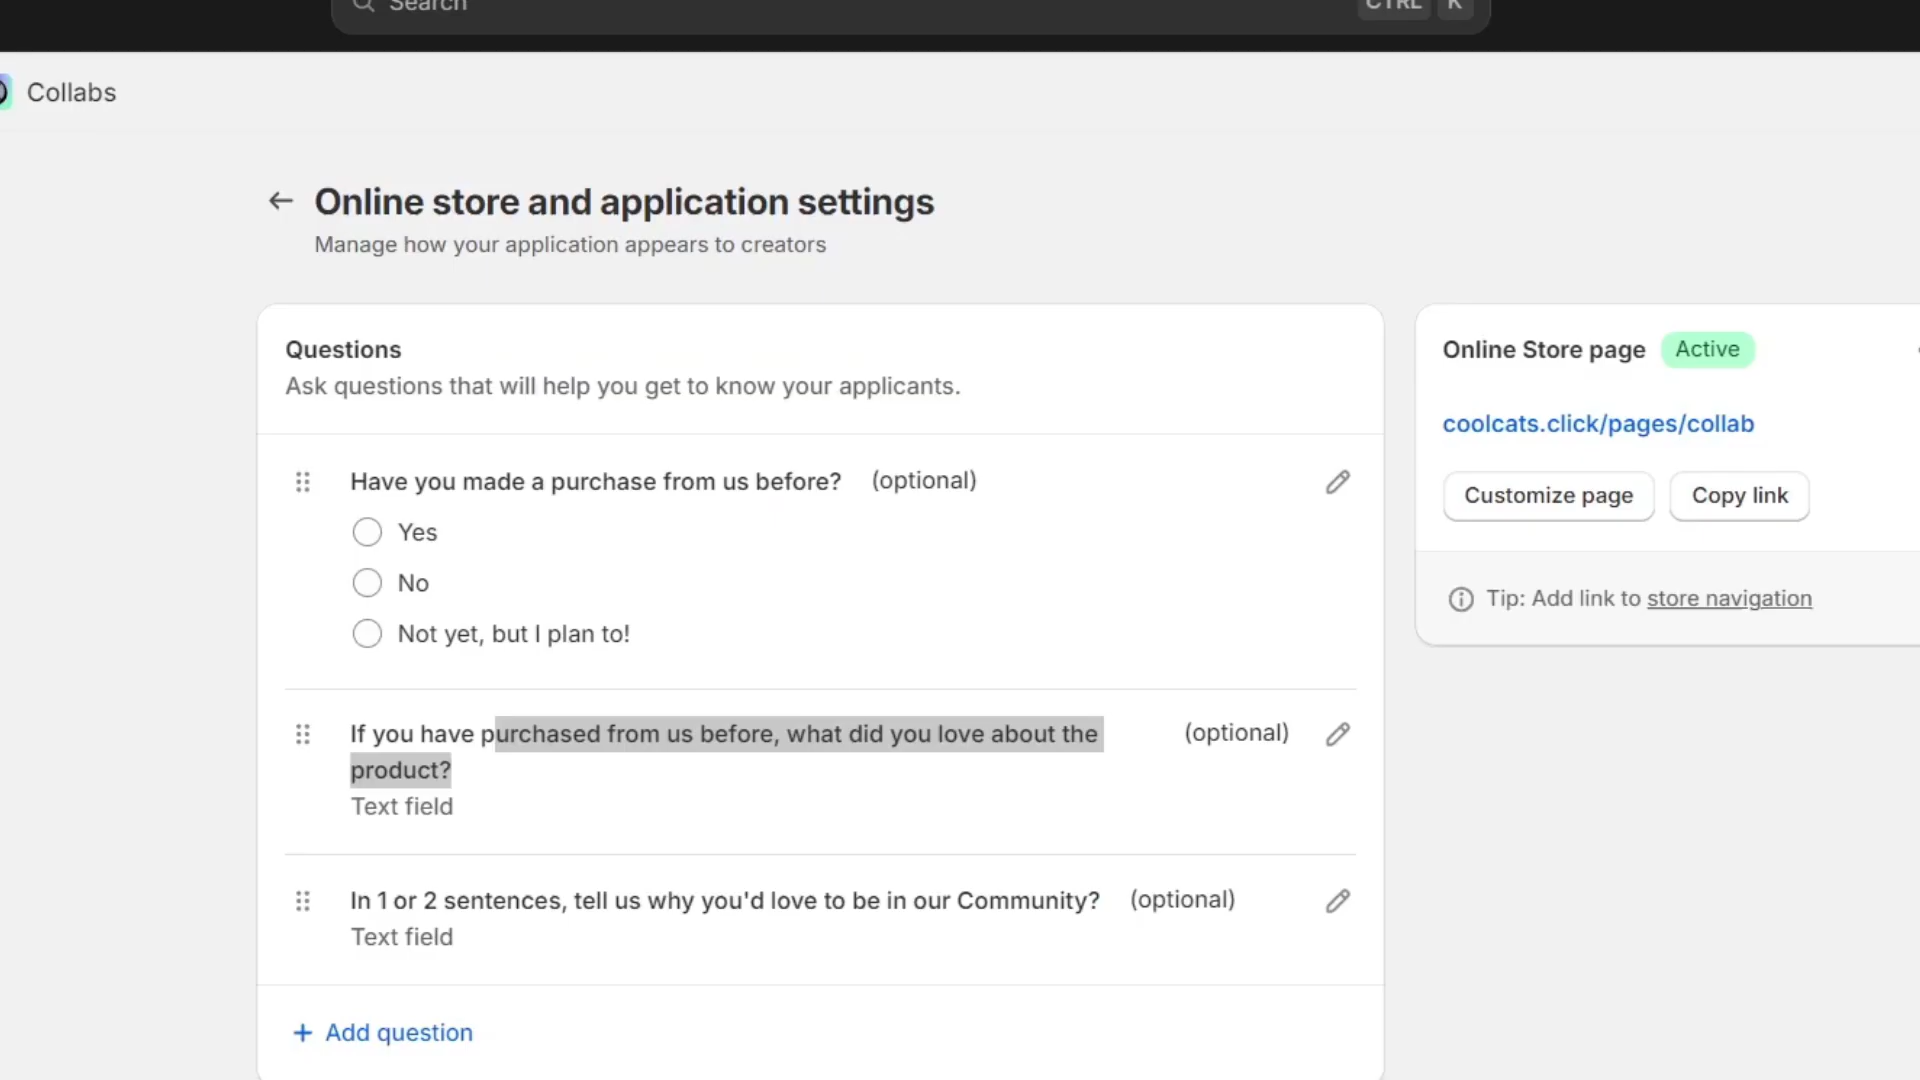 Search CTRL K
Collabs
Online store and application settings
Manage how your application appears to creators
Questions
Ask questions that will help you get to know your applicants.
Have you made a purchase from us before? (optional)
Yes
No
Not yet, but I plan to!
If you have purchased from us before, what did you love about the (optional)
product?
Text field
In 1 or 2 sentences, tell us why you'd love to be in our Community? (optional)
Text field
+ Add question
Online Store page Active
coolcats.click/pages/collab
Customize page Copy link
Tip: Add link to store navigation